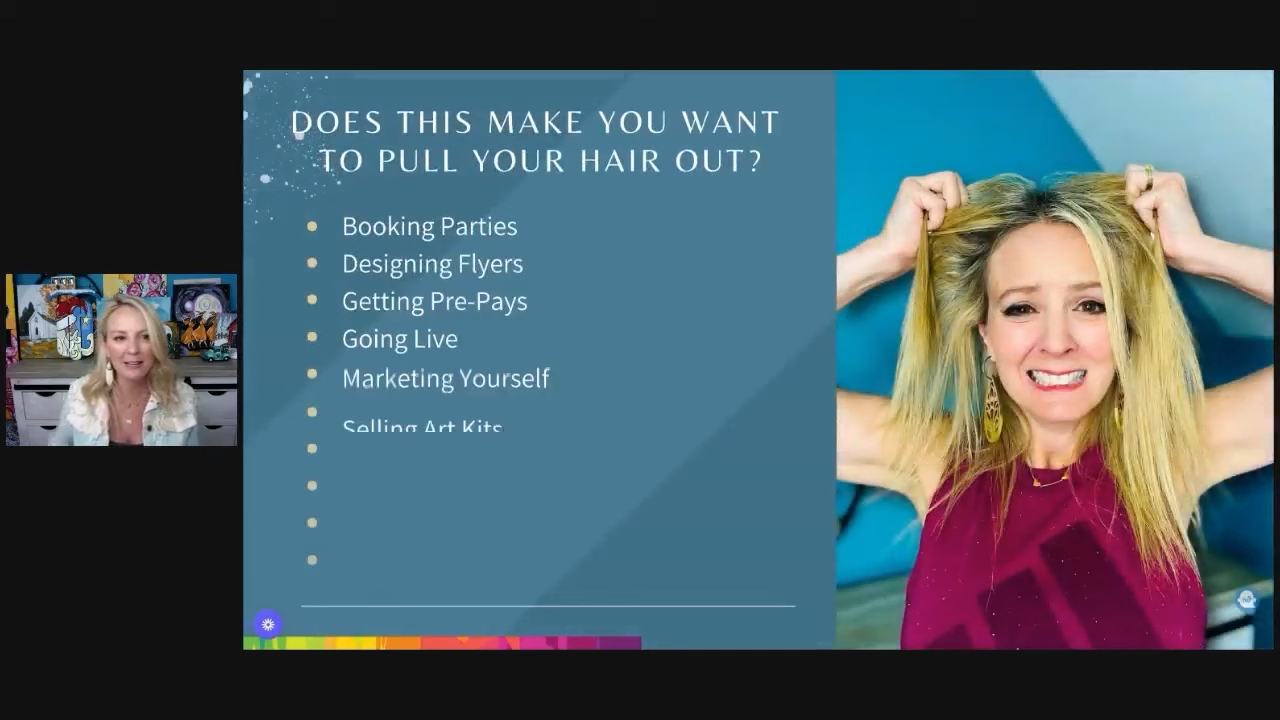 DOES THIS MAKE YOU WANT
TO PULL YOUR HAIR OUT?
Booking Parties
Designing Flyers
Getting Pre-Pays
Going Live
Marketing Yourself
Selling Art Kits